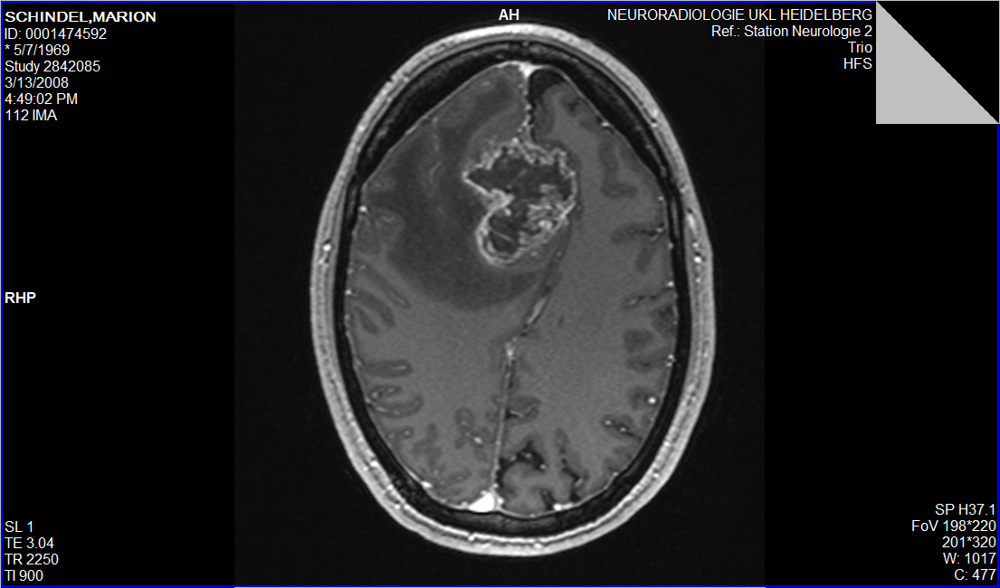 SCHINDEL,MARION
ID: 0001474592
* 5/7/1969
Study 2842085
3/13/2008
4:49:02 PM
112 IMA
AH
NEURORADIOLOGIE UKL HEIDELBERG
Ref.: Station Neurologie 2
Trio
HFS
RHP
SL 1
TE 3.04
TR 2250
TI 900
SP H37.1
FoV 198*220
201*320
W: 1017
C: 477